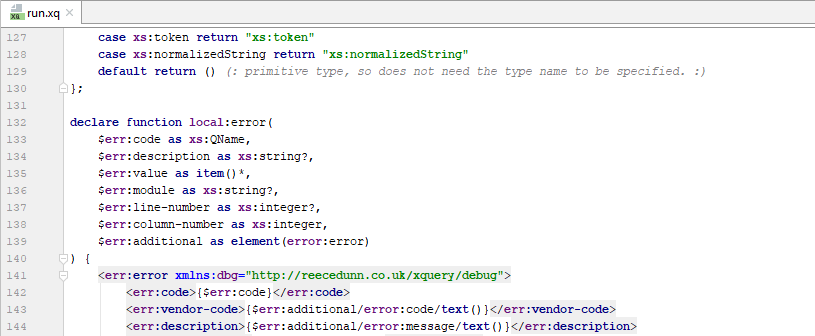 run.xq
127 case xs:token return "xs:token"
128 case xs:normalizedString return "xs:normalizedString"
129 default return () (: primitive type, so does not need the type name to be specified. :)
130 };
131
132 declare function local:error(
133 $err:code as xs:QName,
134 $err:description as xs:string?,
135 $err:value as item()*,
136 $err:module as xs:string?,
137 $err:line-number as xs:integer?,
138 $err:column-number as xs:integer,
139 $err:additional as element(error:error)
140 ) {
141 <err:error xmlns:dbg="http://reecedunn.co.uk/xquery/debug">
142 <err:code>{$err:code}</err:code>
143 <err:vendor-code>{$err:additional/error:code/text()}</err:vendor-code>
144 <err:description>{$err:additional/error:message/text()}</err:description>